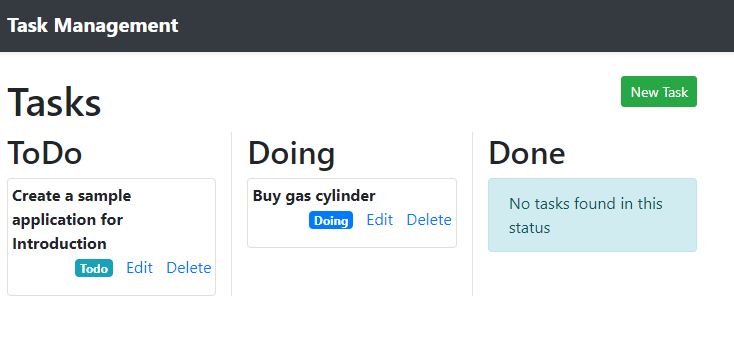 Task Management
Tasks
New Task
ToDo
Create a sample
application for
Introduction
Todo Edit Delete
Doing
Buy gas cylinder
Doing Edit Delete
Done
No tasks found in this
status